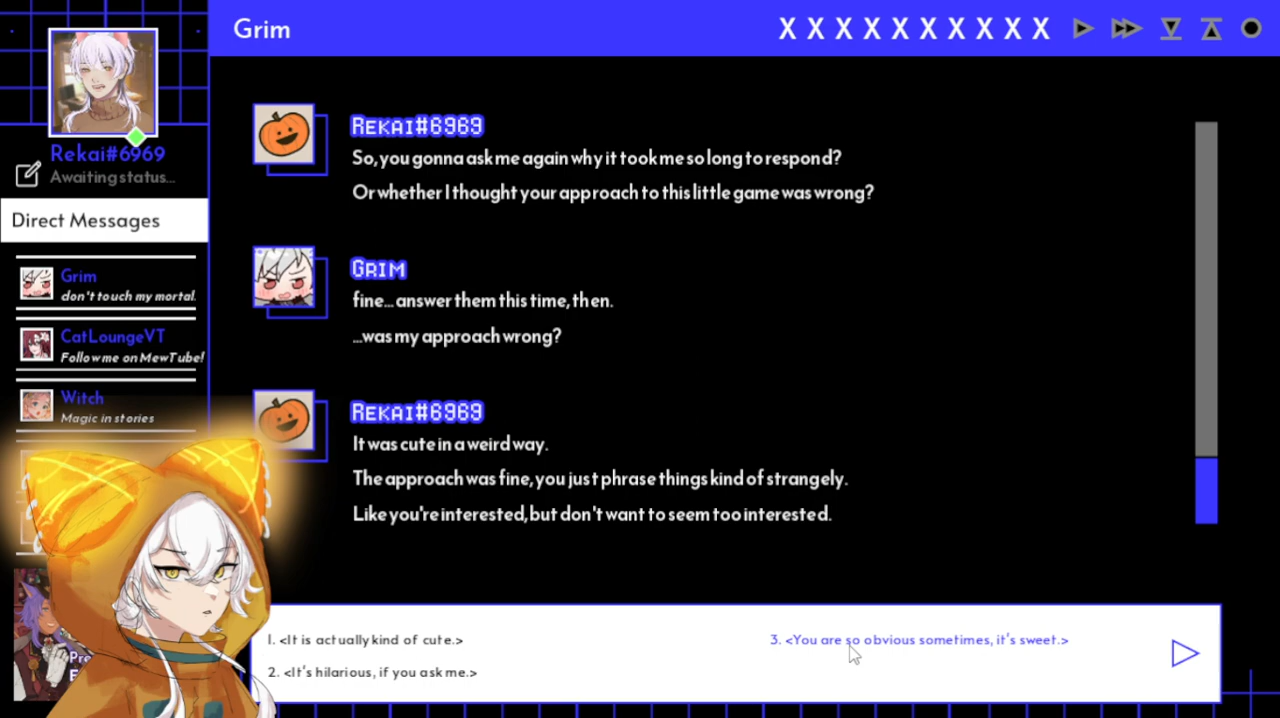 Grim
X X X X X X X X X X
Rekai#6969
Awaiting status...
Direct Messages
Grim
don't touch my mortal.
CatLoungeVT
Follow me on MewTube!
Witch
Magic in stories
Rekai#6969
So, you gonna ask me again why it took me so long to respond?
Or whether I thought your approach to this little game was wrong?
Grim
fine... answer them this time, then.
...was my approach wrong?
Rekai#6969
It was cute in a weird way.
The approach was fine, you just phrase things kind of strangely.
Like you're interested, but don't want to seem too interested.
1. <It is actually kind of cute.>
2. <It's hilarious, if you ask me.>
3. <You are so obvious sometimes, it's sweet.>